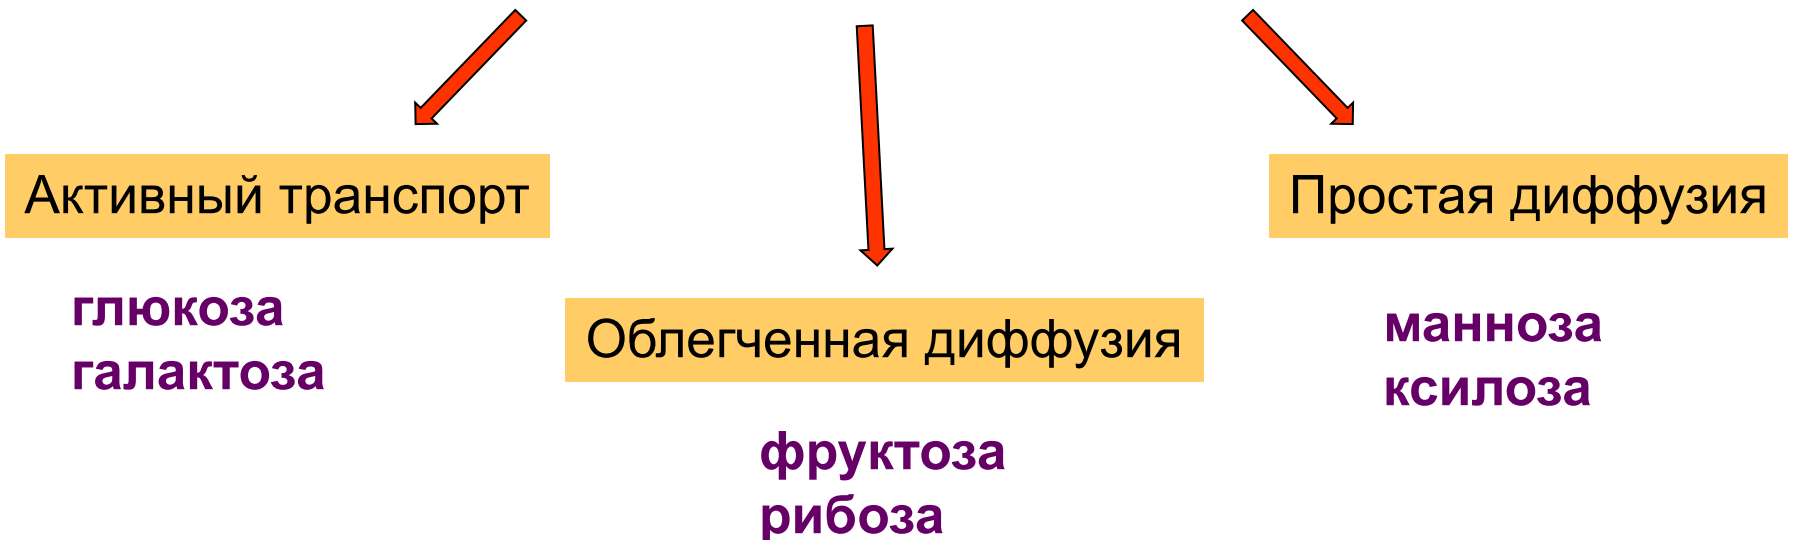 Активный транспорт
глюкоза
галактоза
Облегченная диффузия
фруктоза
рибоза
Простая диффузия
манноза
ксилоза